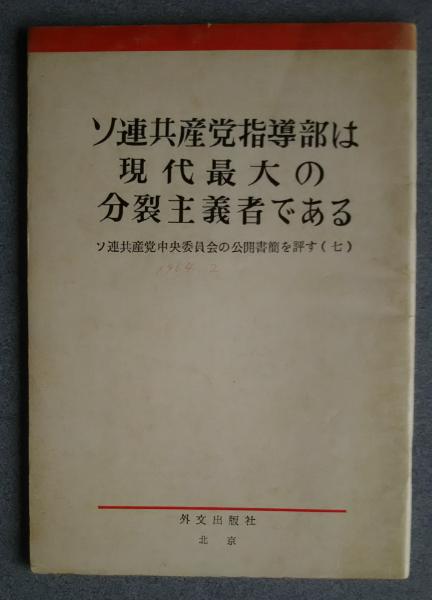 ソ連共産党指導部は
現代最大の
分裂主義者である
ソ連共産党中央委員会の公開書簡を評す(七)
1964.2
外文出版社
北京